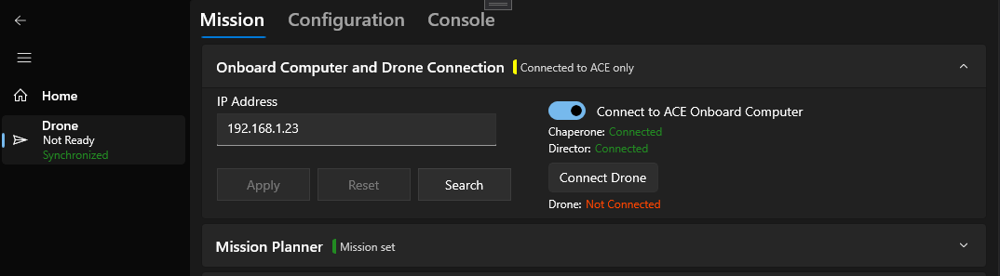 Mission Configuration Console
Home
Drone
Not Ready
Synchronized
Onboard Computer and Drone Connection Connected to ACE only
IP Address
192.168.1.23
Apply Reset Search
Connect to ACE Onboard Computer
Chaperone: Connected
Director: Connected
Connect Drone
Drone: Not Connected
Mission Planner Mission set